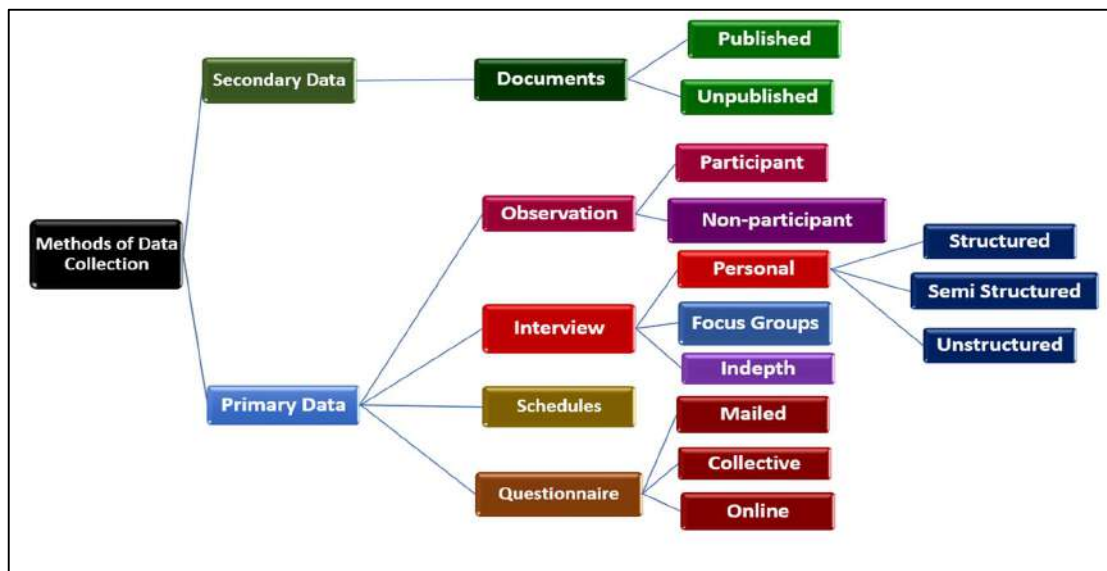 Methods of Data
Collection
Secondary Data
Documents
Published
Unpublished
Primary Data
Observation
Participant
Non-participant
Interview
Personal
Structured
Semi Structured
Unstructured
Focus Groups
Indepth
Schedules
Questionnaire
Mailed
Collective
Online